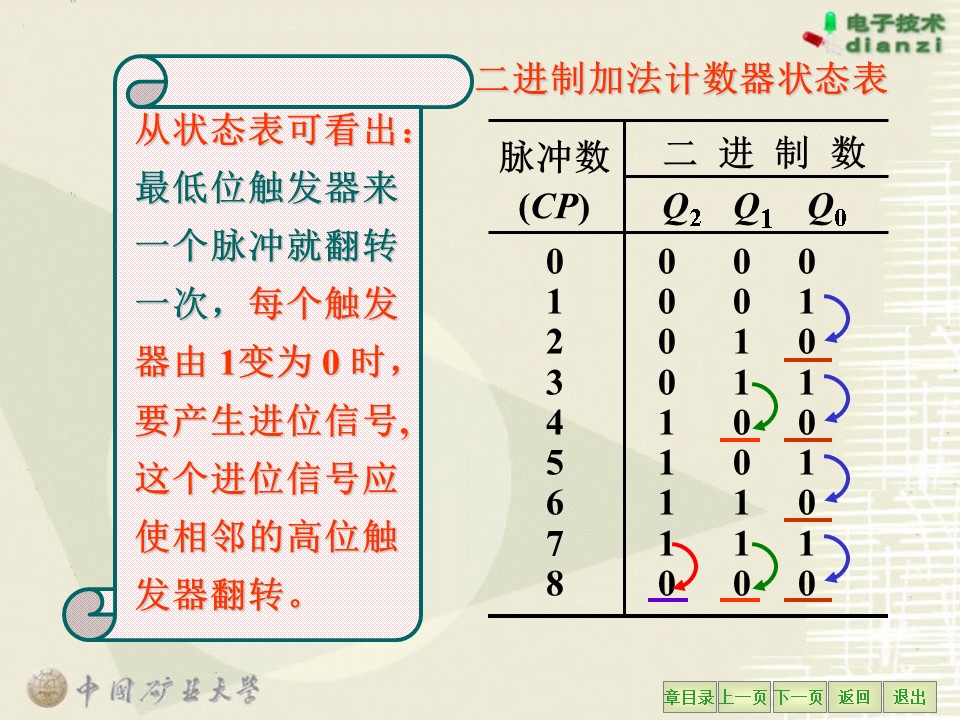 电子技术
dianzi
二进制加法计数器状态表
从状态表可看出：
最低位触发器来
一个脉冲就翻转
一次，每个触发
器由 1变为 0 时，
要产生进位信号,
这个进位信号应
使相邻的高位触
发器翻转。
脉冲数 二 进 制 数
(CP) Q2 Q1 Q0
0 0 0 0
1 0 0 1
2 0 1 0
3 0 1 1
4 1 0 0
5 1 0 1
6 1 1 0
7 1 1 1
8 0 0 0
中国矿业大学
章目录 上一页 下一页 返回 退出